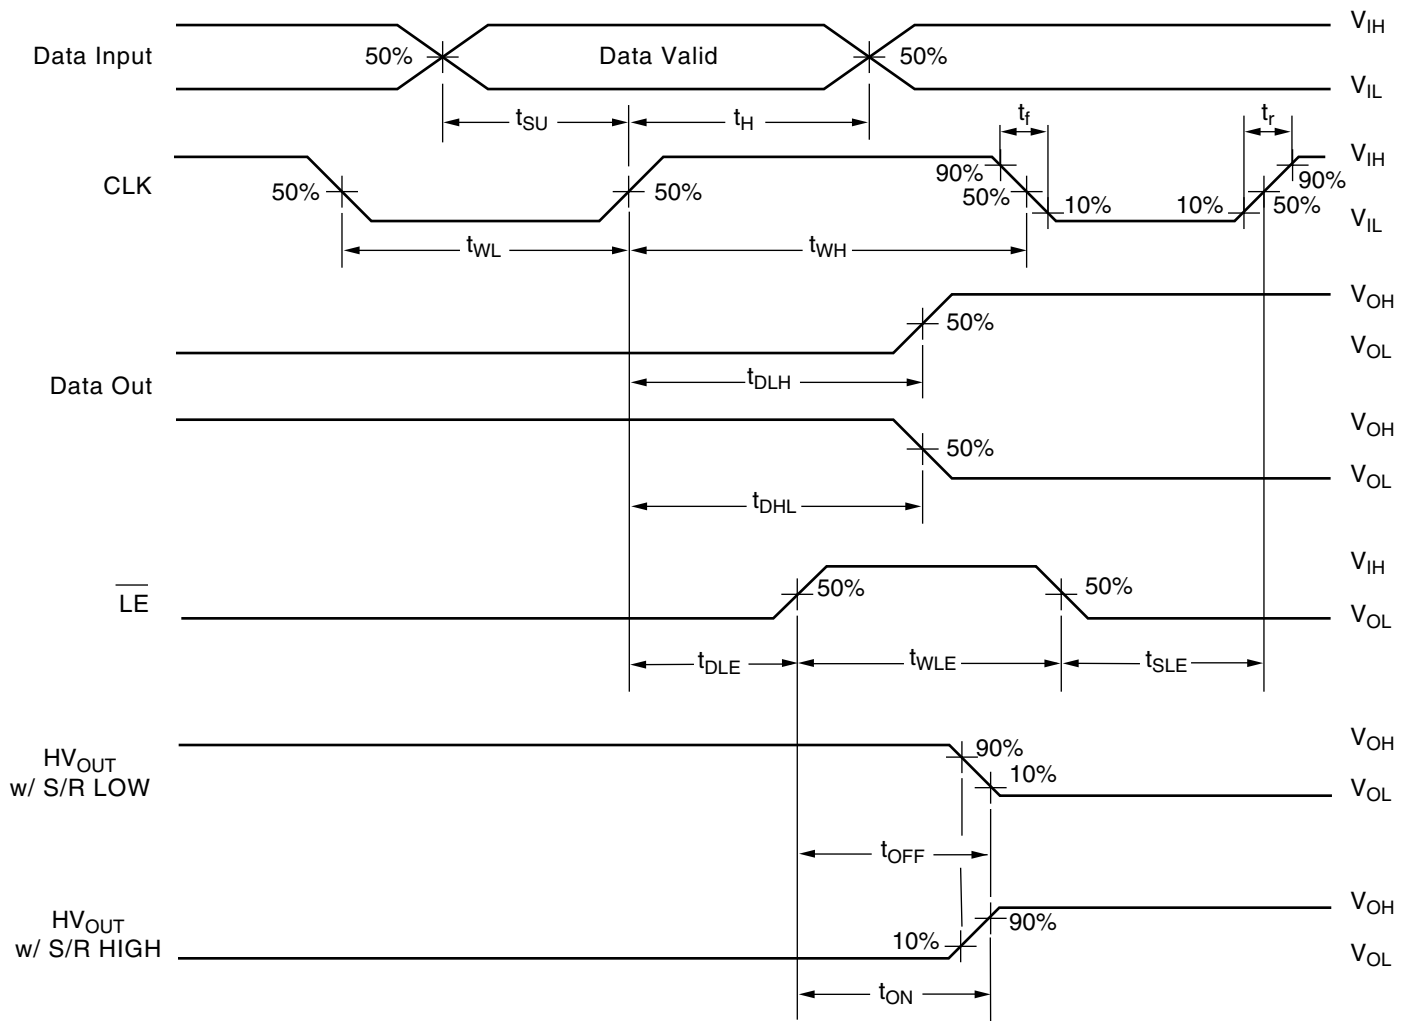 V_IH
Data Input 50% Data Valid 50%
V_IL
t_SU t_H t_f t_r
V_IH
CLK 50% 50% 90% 50% 10% 10% 50% 90%
V_IL
t_WL t_WH
V_OH
50%
V_OL
Data Out
t_DLH
V_OH
50%
V_OL
t_DHL
V_IH
LE 50% 50%
V_OL
t_DLE t_WLE t_SLE
V_OH
HV_OUT
w/ S/R LOW
90%
10%
V_OL
t_OFF
V_OH
HV_OUT
w/ S/R HIGH
10% 90%
V_OL
t_ON